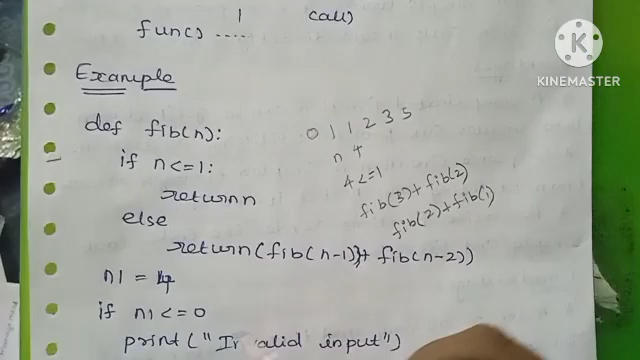 1 call)
func() .....
Example
def fib(n):
if n<=1:
return n
else
return(fib(n-1)+ fib(n-2))
n1 = 4
if n1 <= 0
print("Invalid input")
0 1 1 2 3 5
n 4
4<=1
fib(3)+fib(2)
fib(2)+fib(1)
KINEMASTER